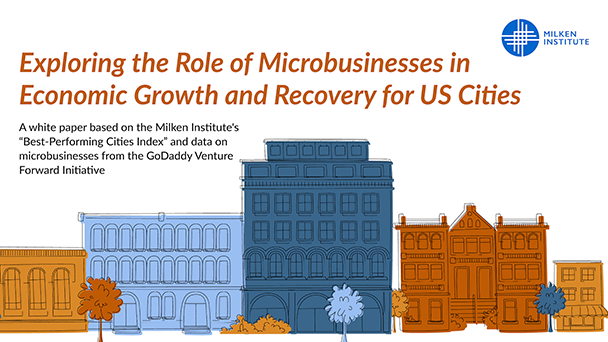 MILKEN
INSTITUTE
Exploring the Role of Microbusinesses in
Economic Growth and Recovery for US Cities
A white paper based on the Milken Institute's
“Best-Performing Cities Index” and data on
microbusinesses from the GoDaddy Venture
Forward Initiative